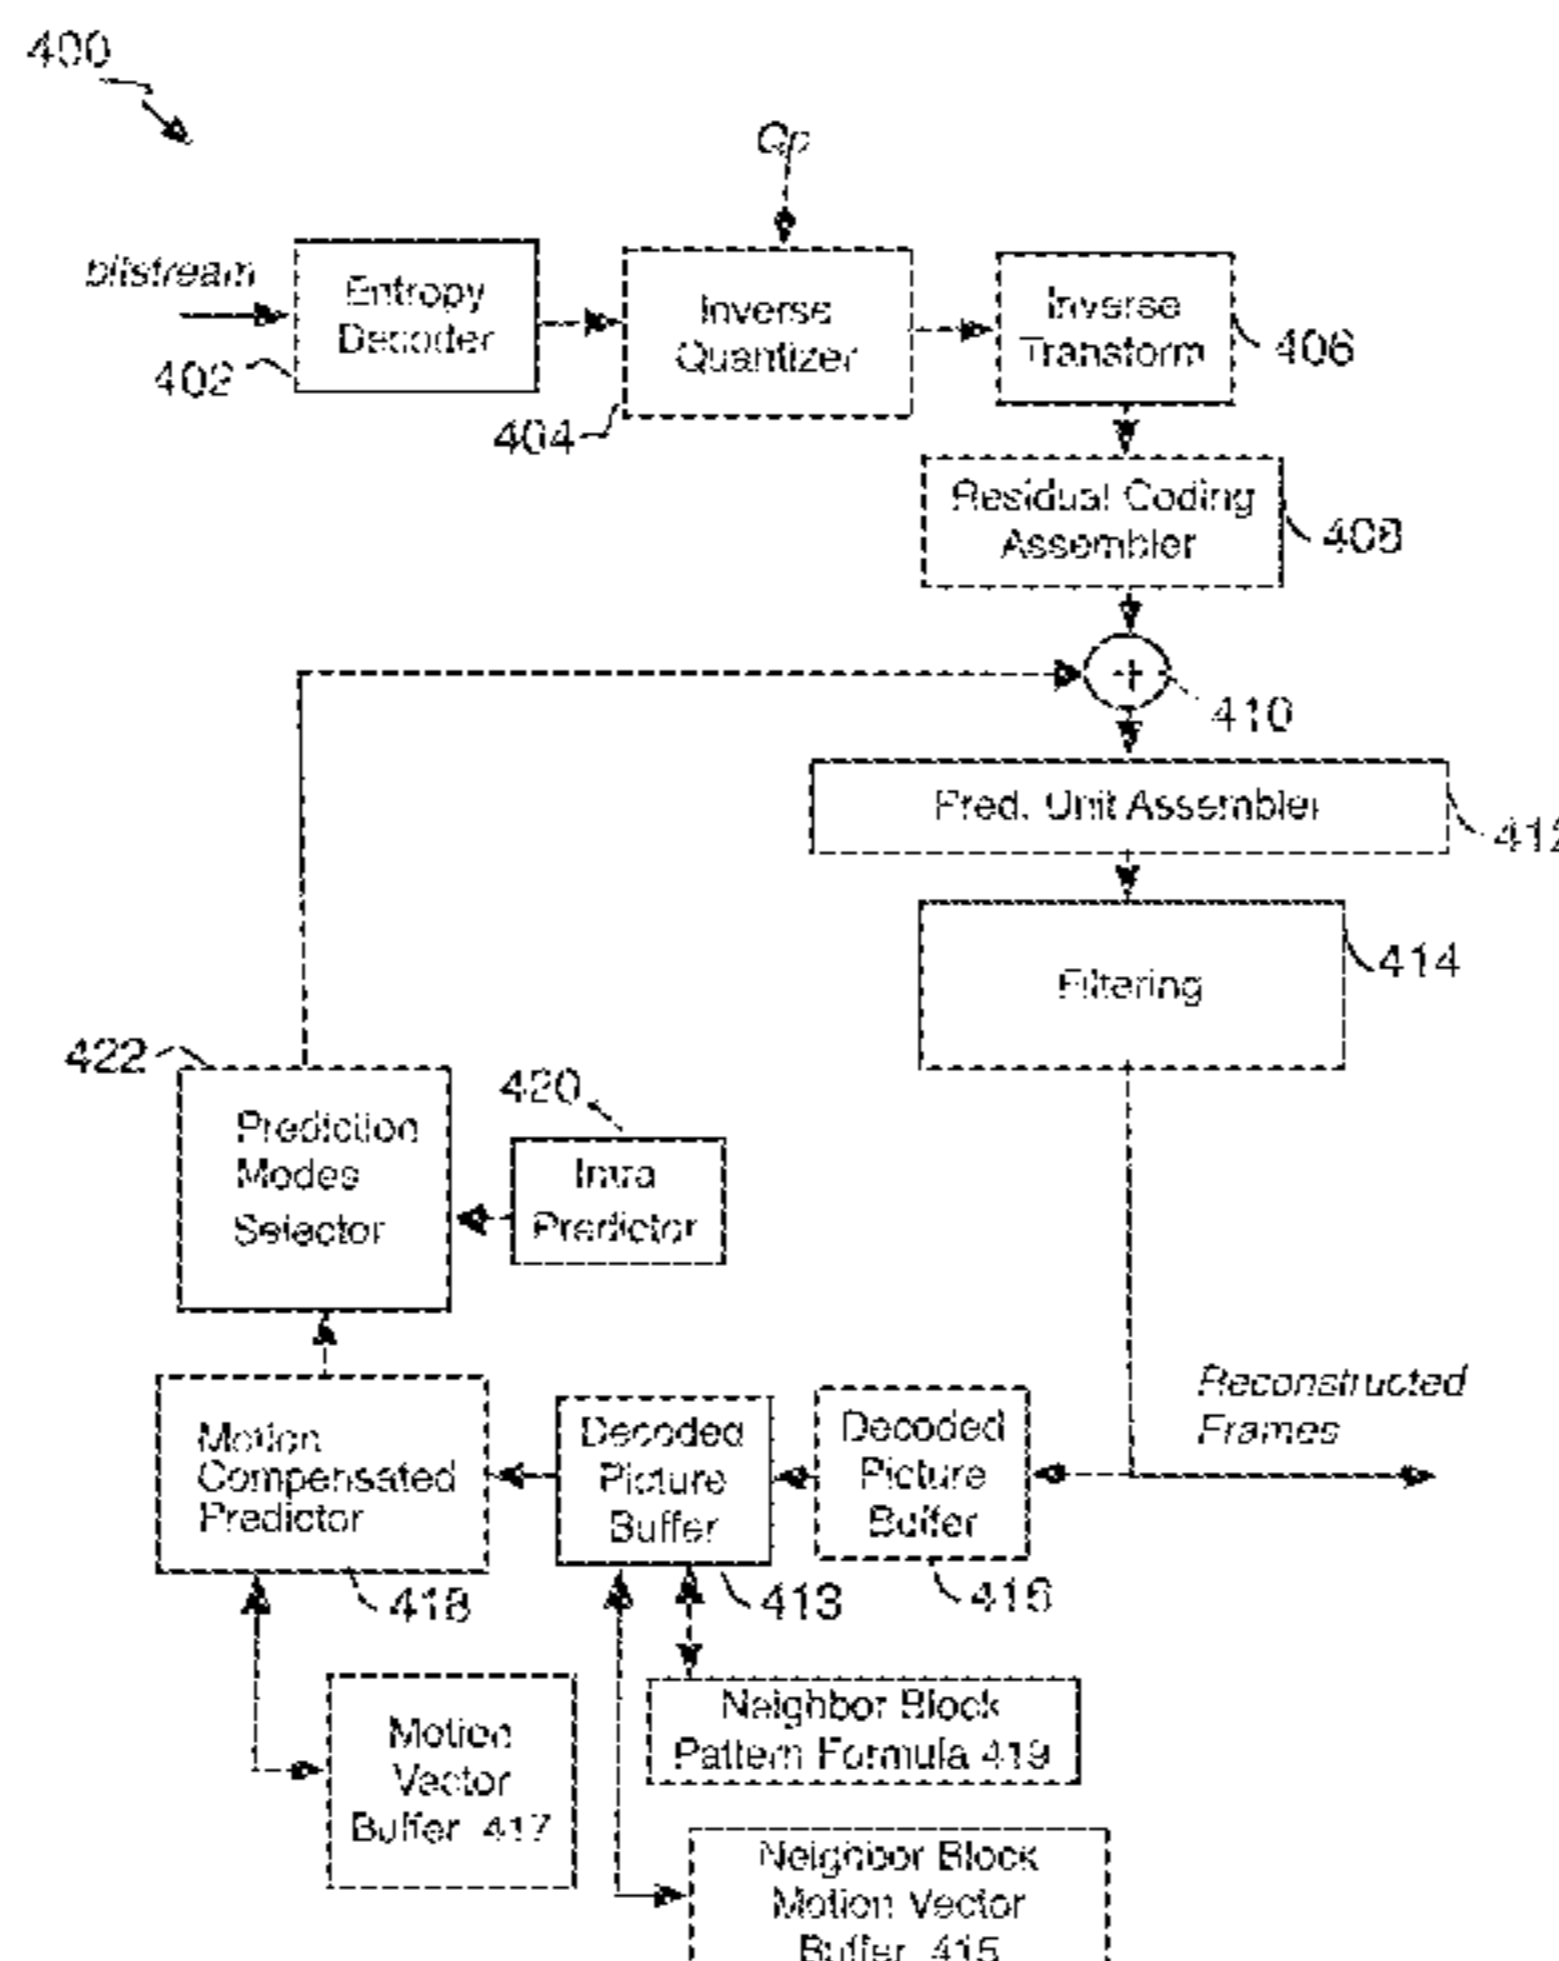 400
Qp
bitstream
Entropy
Decoder
402
Inverse
Quantizer
404
Inverse
Transform
406
Residual Coding
Assembler
408
+
410
Pred. Unit Assembler
412
Filtering
414
422
Prediction
Modes
Selector
420
Intra
Predictor
Reconstructed
Frames
Motion
Compensated
Predictor
418
Decoded
Picture
Buffer
413
Decoded
Picture
Buffer
416
Motion
Vector
Buffer 417
Neighbor Block
Pattern Formula 419
Neighbor Block
Motion Vector
Buffer 415